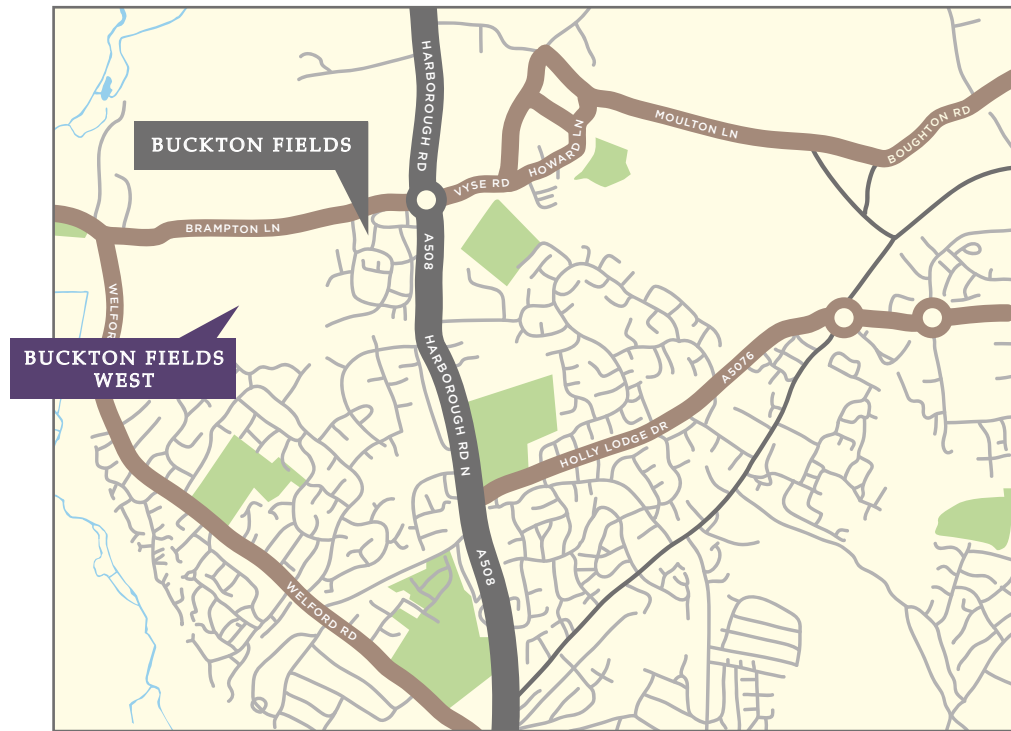 HARBOROUGH RD
MOULTON LN
BOUGHTON RD
BUCKTON FIELDS
HOWARD LN
VYSE RD
BRAMPTON LN
A508
WELFOR
BUCKTON FIELDS
WEST
HARBOROUGH RD N
A5076
HOLLY LODGE DR
A508
WELFORD RD